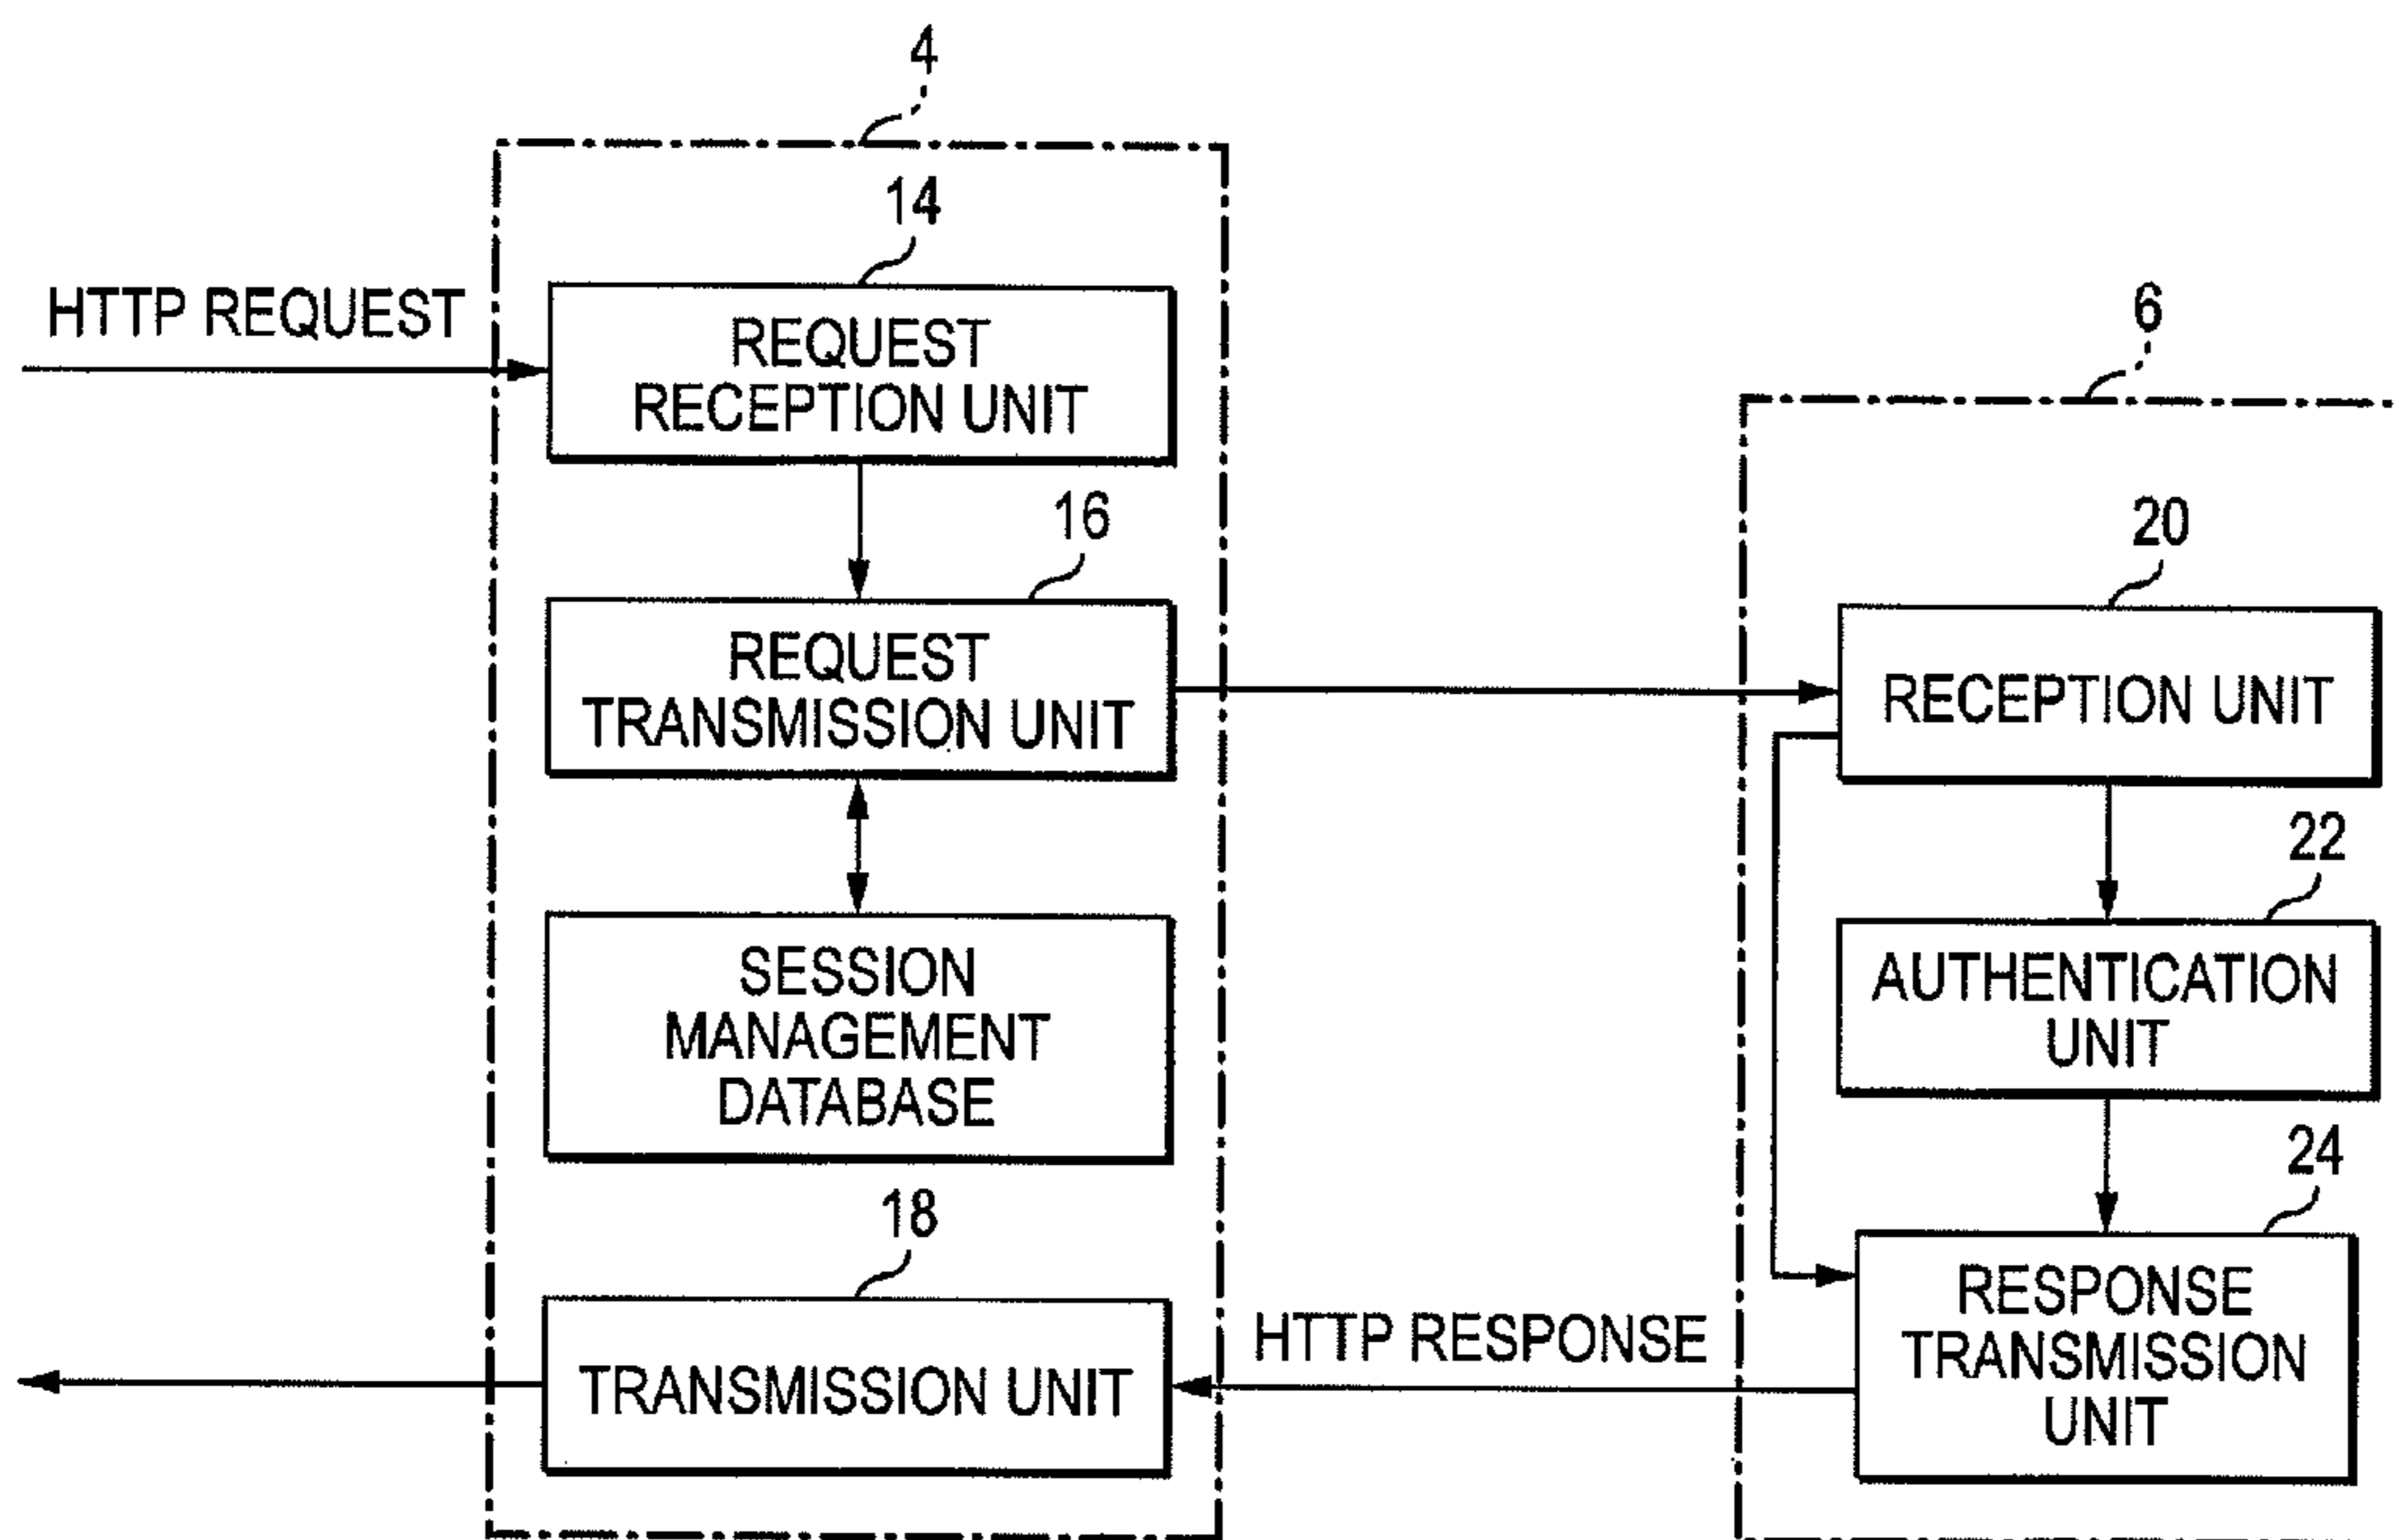 4
14
HTTP REQUEST
REQUEST
RECEPTION UNIT
16
REQUEST
TRANSMISSION UNIT
SESSION
MANAGEMENT
DATABASE
18
TRANSMISSION UNIT
6
20
RECEPTION UNIT
22
AUTHENTICATION
UNIT
24
RESPONSE
TRANSMISSION
UNIT
HTTP RESPONSE